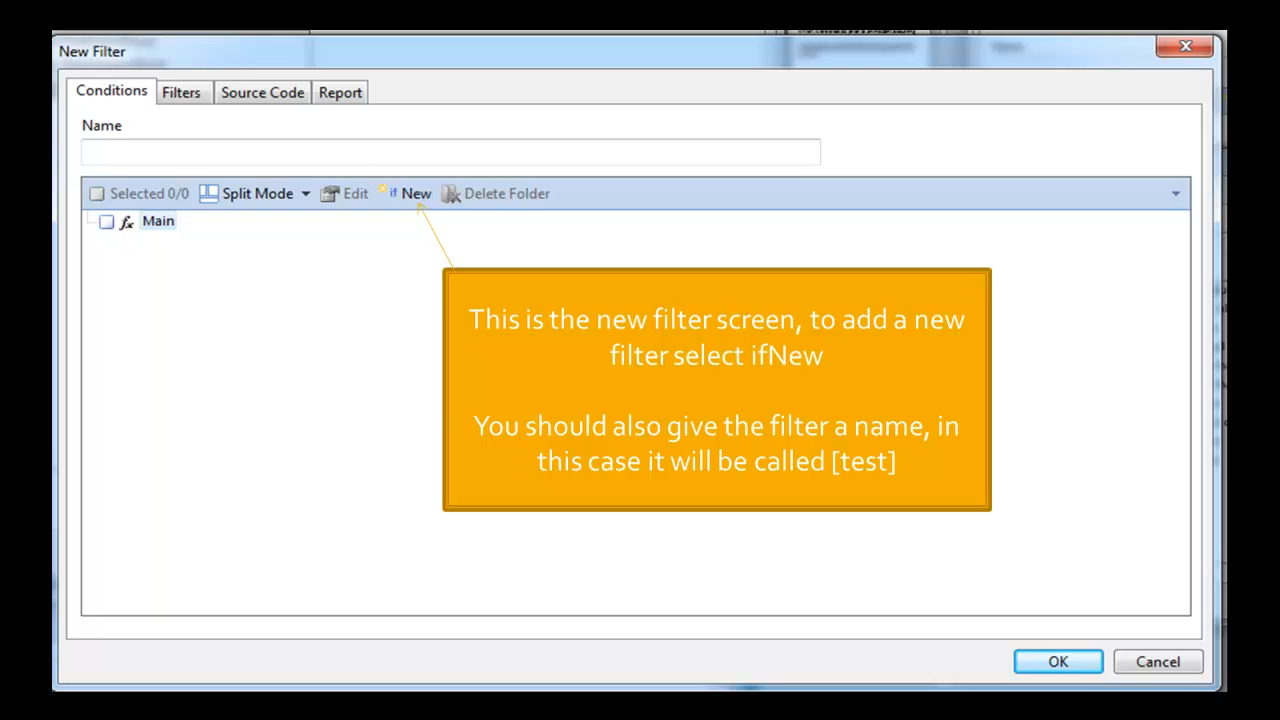 New Filter
Conditions Filters Source Code Report
Name
Selected 0/0 Split Mode Edit if New Delete Folder
fx Main
This is the new filter screen, to add a new
filter select ifNew
You should also give the filter a name, in
this case it will be called [test]
OK Cancel